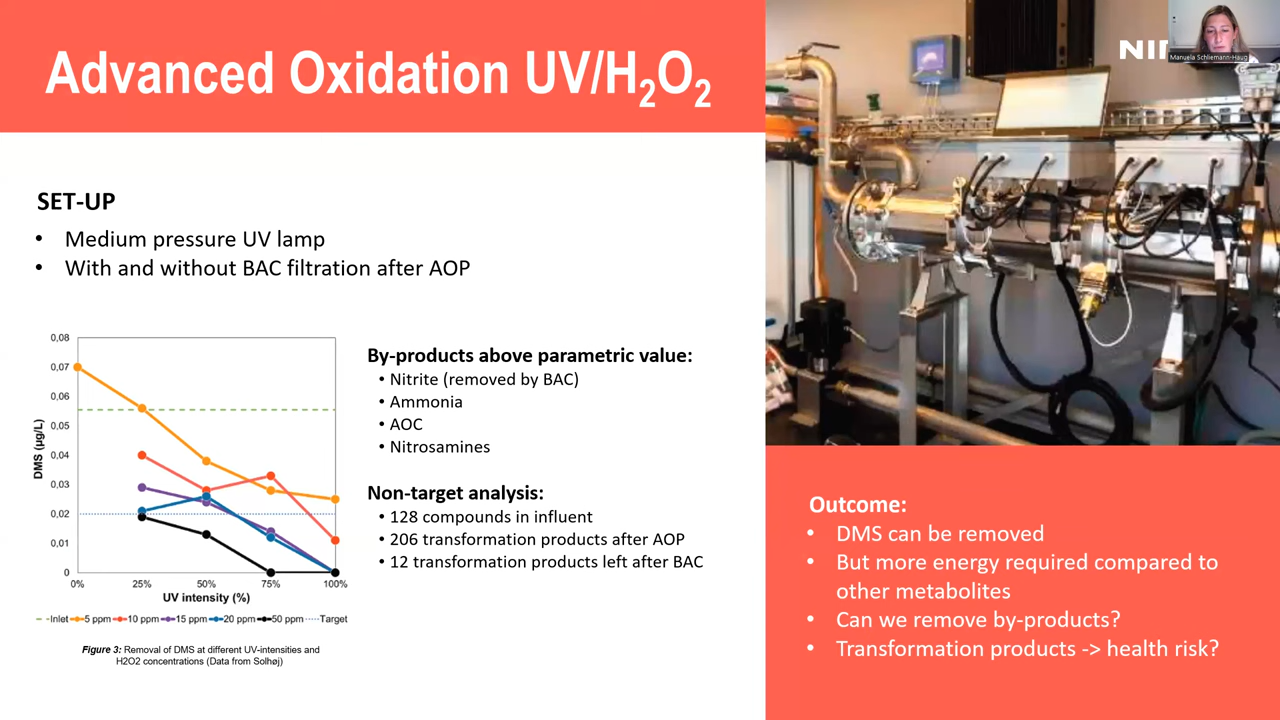 Advanced Oxidation UV/H₂O₂
SET-UP
• Medium pressure UV lamp
• With and without BAC filtration after AOP
0,08
0,07
0,06
0,05
0,04
0,03
0,02
0,01
0
DMS (µg/L)
0%
25%
50%
75%
100%
UV intensity (%)
Inlet
5 ppm
10 ppm
15 ppm
20 ppm
50 ppm
Target
Figure 3: Removal of DMS at different UV-intensities and
H2O2 concentrations (Data from Solhøj)
By-products above parametric value:
• Nitrite (removed by BAC)
• Ammonia
• AOC
• Nitrosamines
Non-target analysis:
• 128 compounds in influent
• 206 transformation products after AOP
• 12 transformation products left after BAC
Manuela Schliemann-Haug
Outcome:
• DMS can be removed
• But more energy required compared to
other metabolites
• Can we remove by-products?
• Transformation products -> health risk?